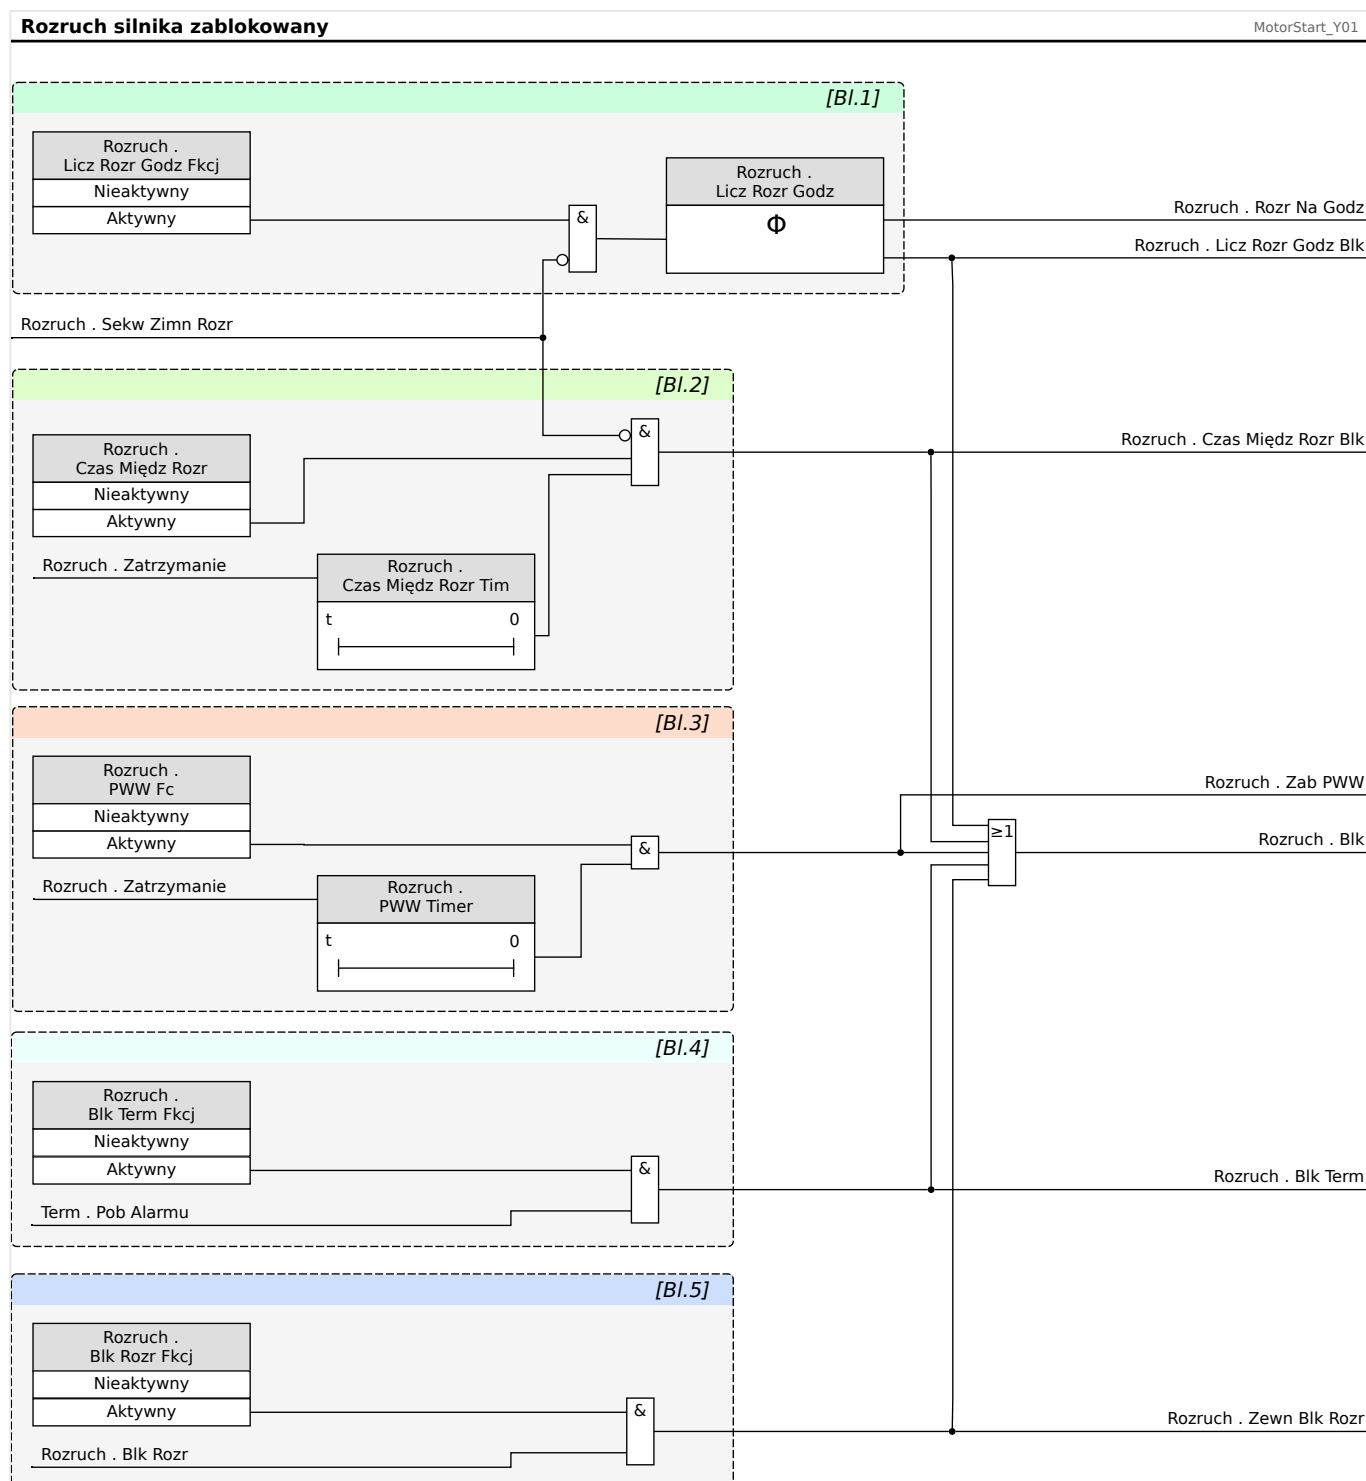 Rozruch silnika zablokowany
MotorStart_Y01
[Bl.1]
Rozruch .
Licz Rozr Godz Fkcj
Nieaktywny
Aktywny
&
Rozruch .
Licz Rozr Godz
Φ
Rozruch . Rozr Na Godz
Rozruch . Licz Rozr Godz Blk
Rozruch . Sekw Zimn Rozr
[Bl.2]
Rozruch .
Czas Międz Rozr
Nieaktywny
Aktywny
&
Rozruch . Czas Międz Rozr Blk
Rozruch . Zatrzymanie
Rozruch .
Czas Międz Rozr Tim
t 0
[Bl.3]
Rozruch .
PWW Fc
Nieaktywny
Aktywny
&
Rozruch . Zab PWW
≥1
Rozruch . Blk
Rozruch . Zatrzymanie
Rozruch .
PWW Timer
t 0
[Bl.4]
Rozruch .
Blk Term Fkcj
Nieaktywny
Aktywny
&
Rozruch . Blk Term
Term . Pob Alarmu
[Bl.5]
Rozruch .
Blk Rozr Fkcj
Nieaktywny
Aktywny
&
Rozruch . Zewn Blk Rozr
Rozruch . Blk Rozr